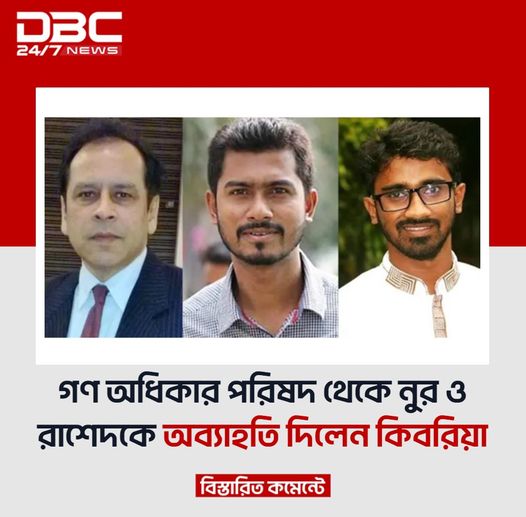 DBC
24/7 NEWS
গণ অধিকার পরিষদ থেকে নুর ও
রাশেদকে অব্যাহতি দিলেন কিবরিয়া
বিস্তারিত কমেন্টে